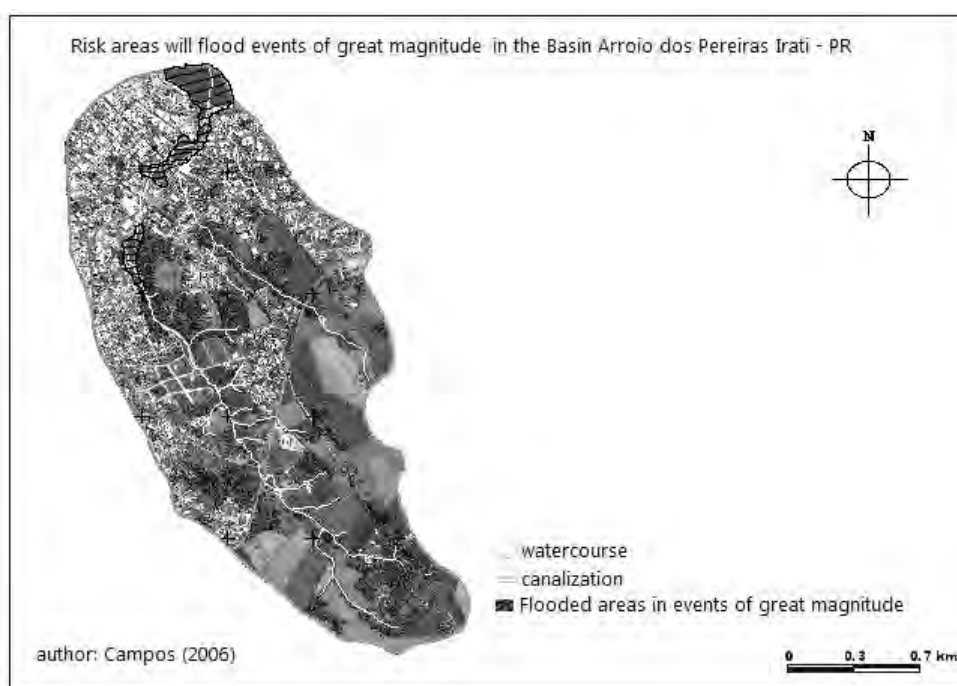 Risk areas will flood events of great magnitude in the Basin Arroio dos Pereiras Irati - PR
N
watercourse
canalization
Flooded areas in events of great magnitude
author: Campos (2006)
0 0.3 0.7 km